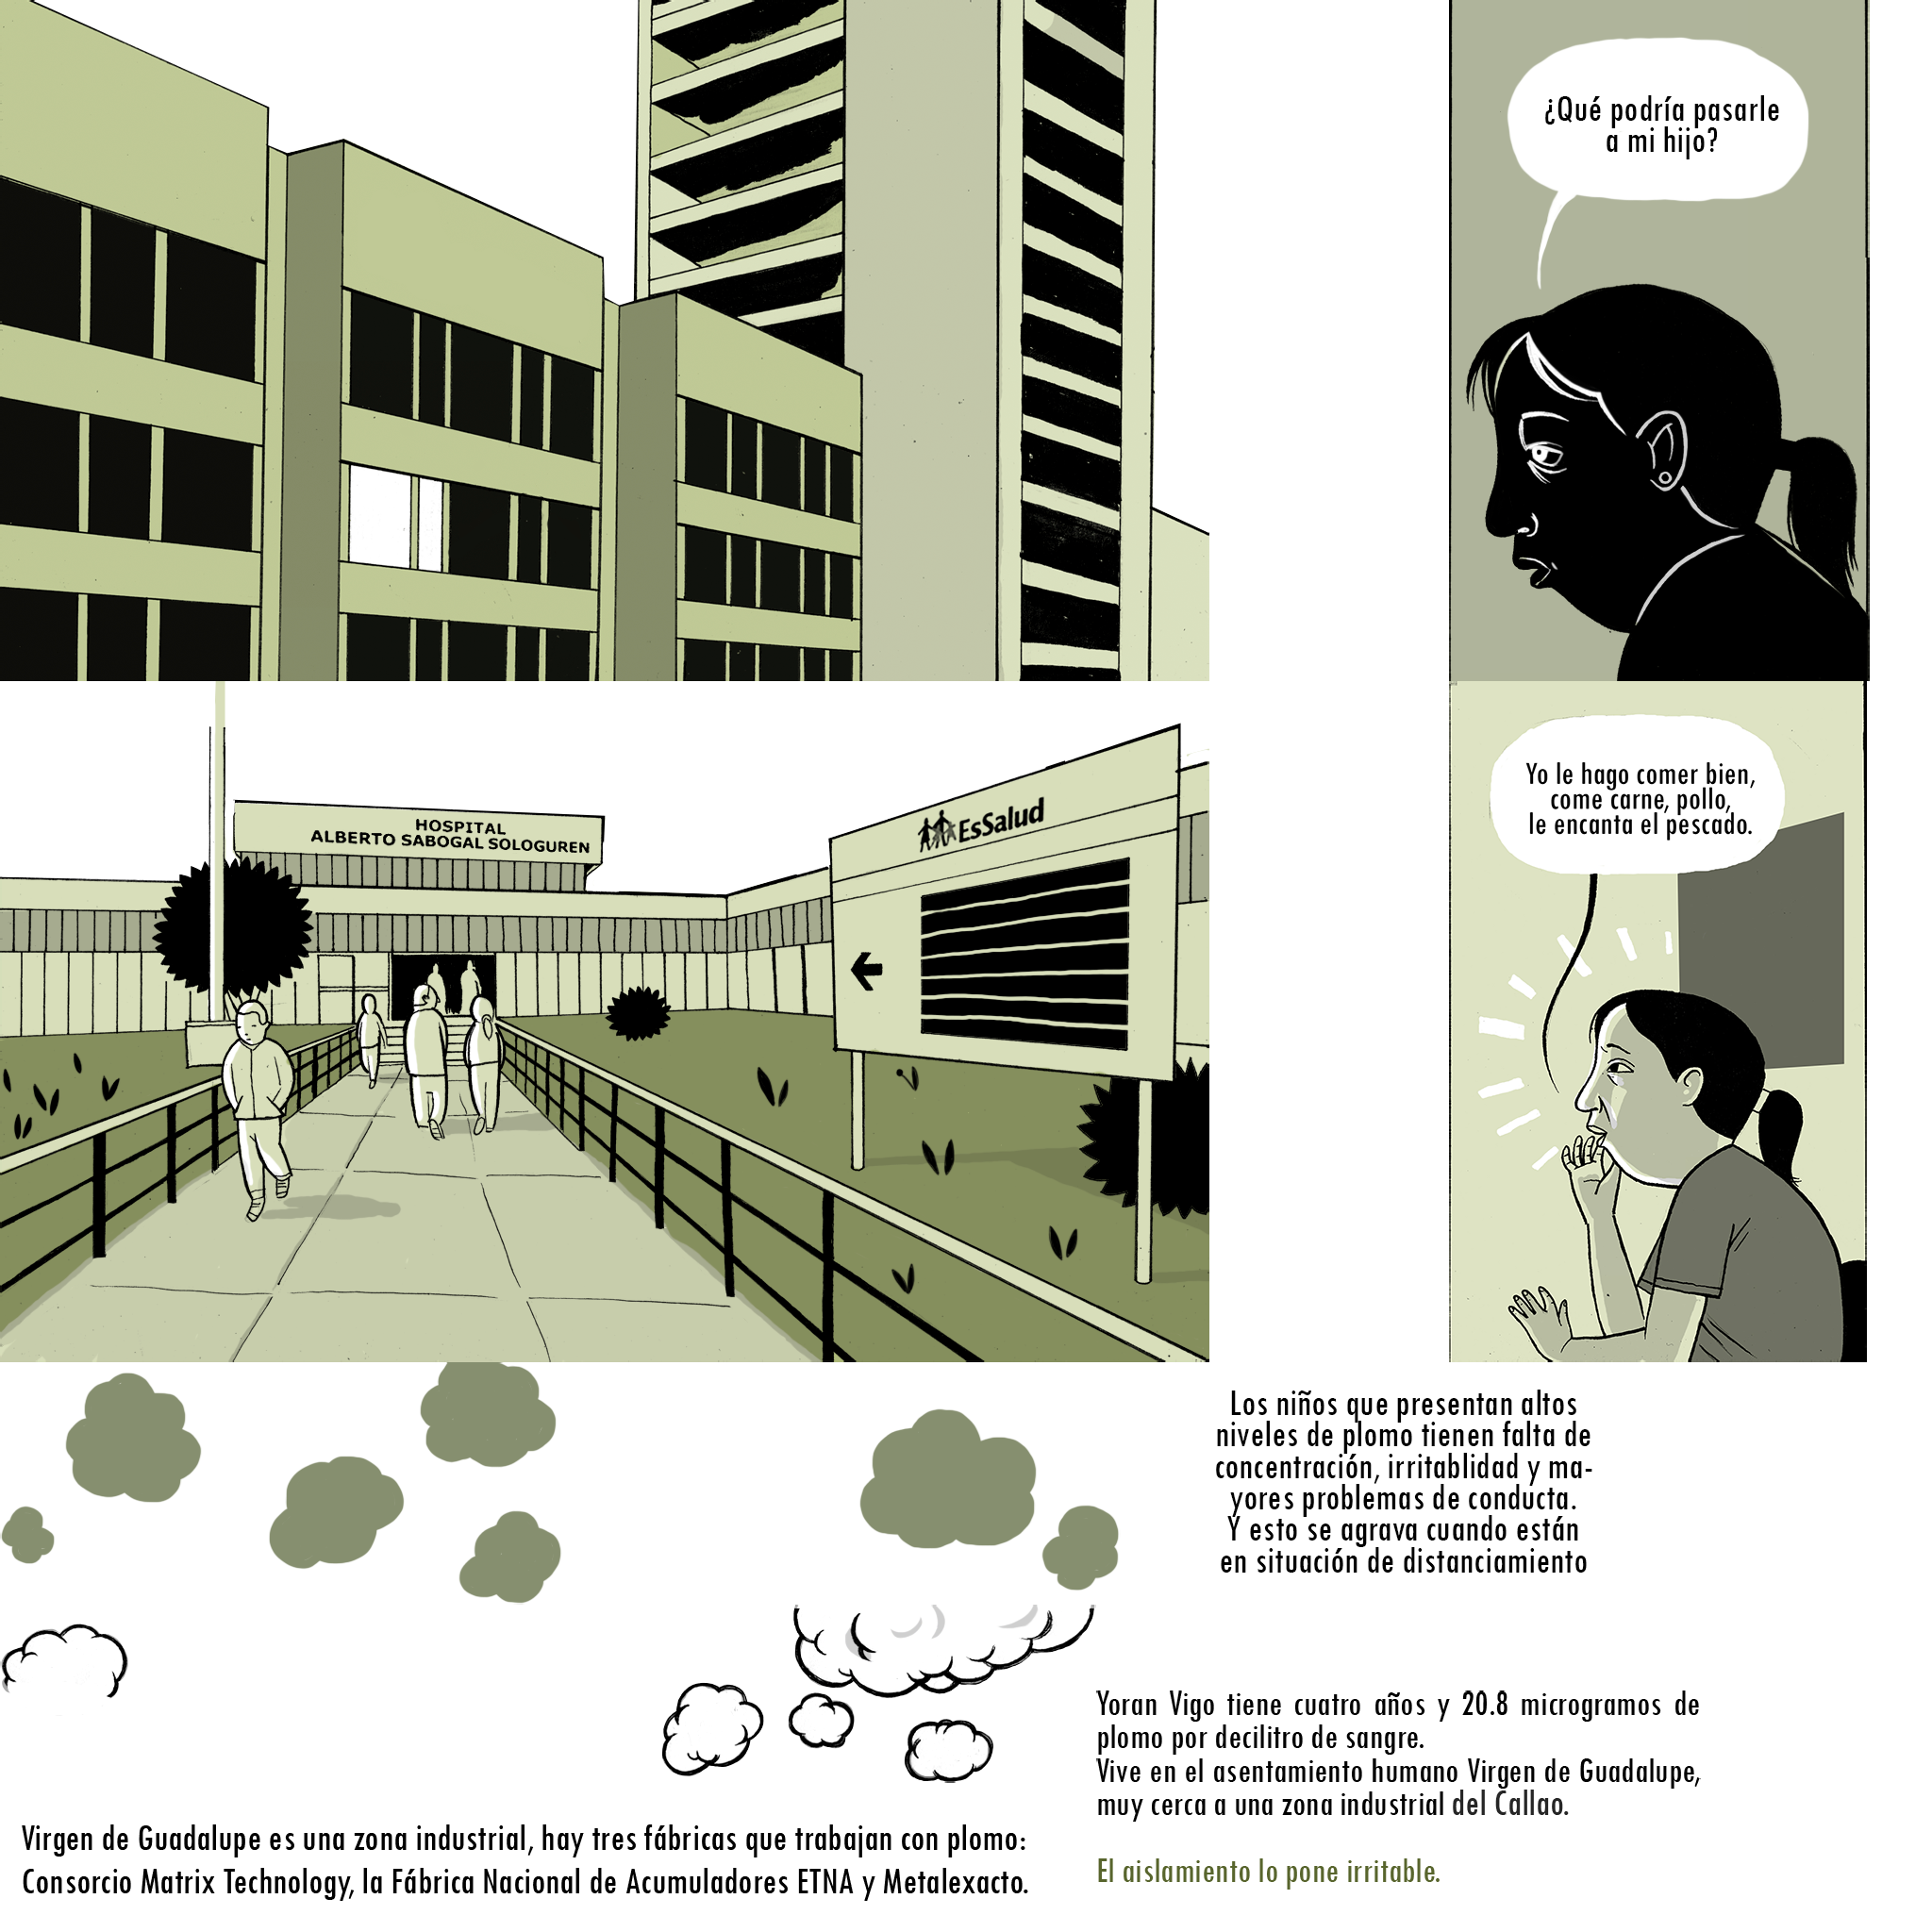 ¿Qué podría pasarle
a mi hijo?
HOSPITAL
ALBERTO SABOGAL SOLOGUREN
EsSalud
Yo le hago comer bien,
come carne, pollo,
le encanta el pescado.
Los niños que presentan altos
niveles de plomo tienen falta de
concentración, irritablidad y ma-
yores problemas de conducta.
Y esto se agrava cuando están
en situación de distanciamiento
Yoran Vigo tiene cuatro años y 20.8 microgramos de
plomo por decilitro de sangre.
Vive en el asentamiento humano Virgen de Guadalupe,
muy cerca a una zona industrial del Callao.
El aislamiento lo pone irritable.
Virgen de Guadalupe es una zona industrial, hay tres fábricas que trabajan con plomo:
Consorcio Matrix Technology, la Fábrica Nacional de Acumuladores ETNA y Metalexacto.